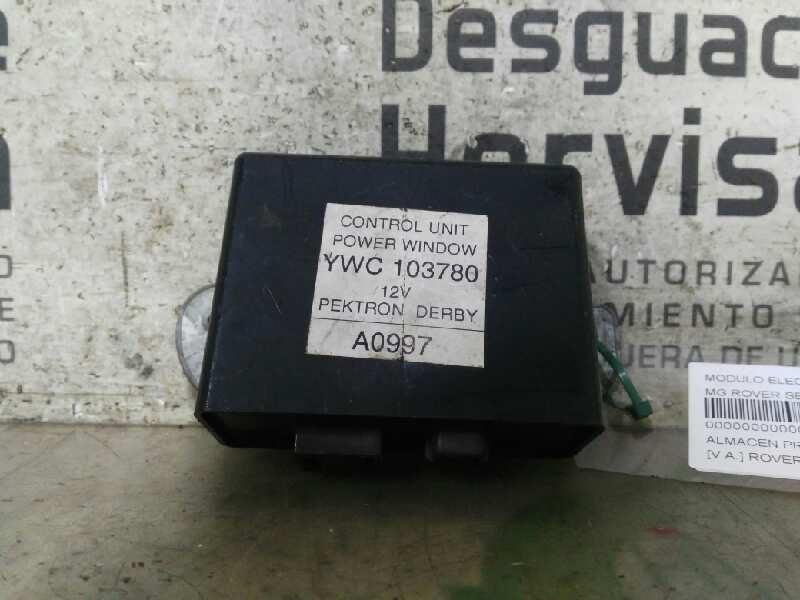 Desguac
Horvisa
AUTORIZA
MIENTO
UERA DE U
CONTROL UNIT
POWER WINDOW
YWC 103780
12V
PEKTRON DERBY
A0997
MODULO ELEC
MG ROVER SE
ALMACEN PR
[V.A.] ROVER